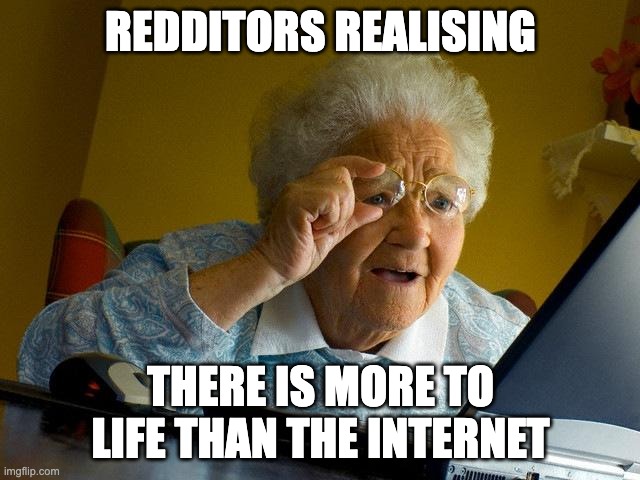 REDDITORS REALISING
THERE IS MORE TO
LIFE THAN THE INTERNET
imgflip.com